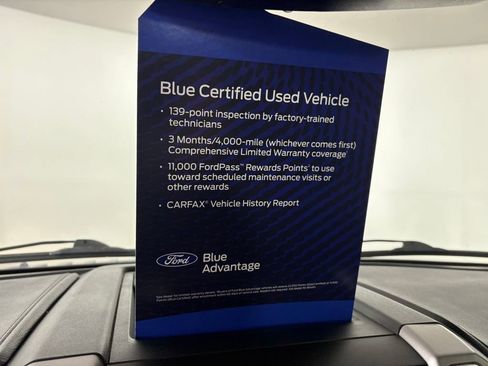 Blue Certified Used Vehicle
• 139-point inspection by factory-trained
technicians
• 3 Months/4,000-mile (whichever comes first)
Comprehensive Limited Warranty coverage
• 11,000 FordPass™ Rewards Points to use
toward scheduled maintenance visits or
other rewards
• CARFAX® Vehicle History Report
Ford
Blue
Advantage